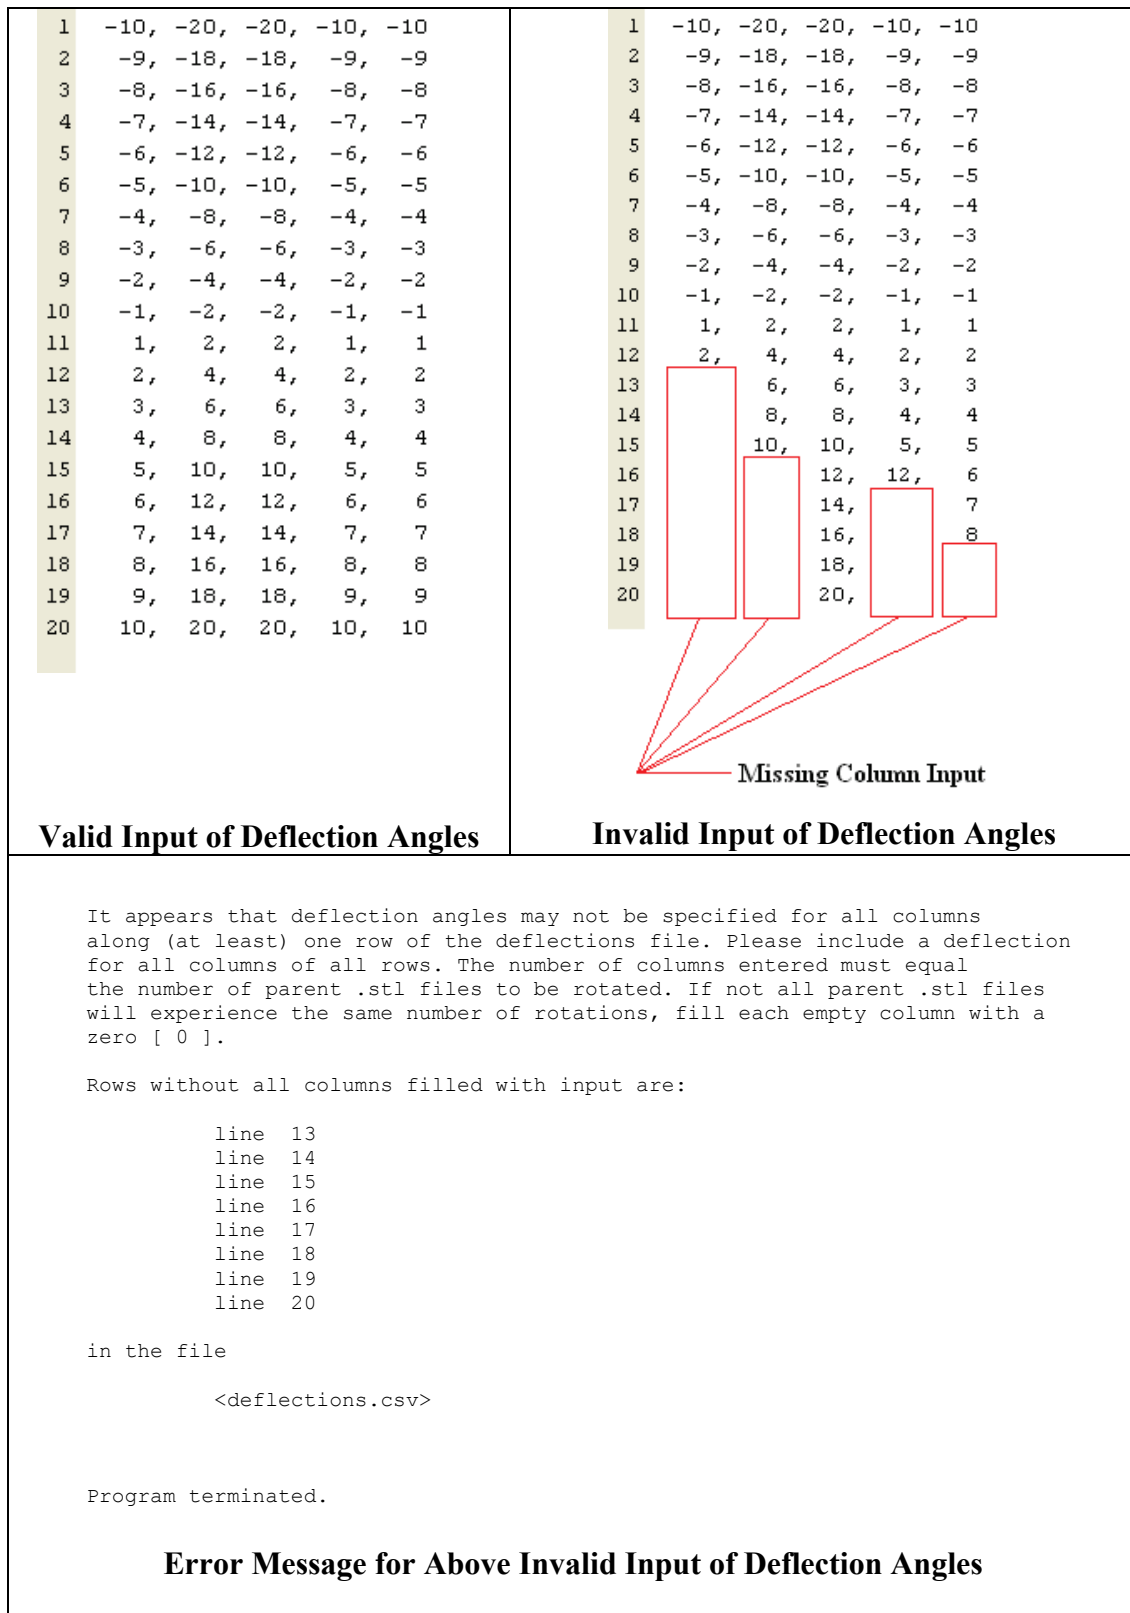 1 -10, -20, -20, -10, -10
2 -9, -18, -18, -9, -9
3 -8, -16, -16, -8, -8
4 -7, -14, -14, -7, -7
5 -6, -12, -12, -6, -6
6 -5, -10, -10, -5, -5
7 -4, -8, -8, -4, -4
8 -3, -6, -6, -3, -3
9 -2, -4, -4, -2, -2
10 -1, -2, -2, -1, -1
11 1, 2, 2, 1, 1
12 2, 4, 4, 2, 2
13 3, 6, 6, 3, 3
14 4, 8, 8, 4, 4
15 5, 10, 10, 5, 5
16 6, 12, 12, 6, 6
17 7, 14, 14, 7, 7
18 8, 16, 16, 8, 8
19 9, 18, 18, 9, 9
20 10, 20, 20, 10, 10
Valid Input of Deflection Angles
1 -10, -20, -20, -10, -10
2 -9, -18, -18, -9, -9
3 -8, -16, -16, -8, -8
4 -7, -14, -14, -7, -7
5 -6, -12, -12, -6, -6
6 -5, -10, -10, -5, -5
7 -4, -8, -8, -4, -4
8 -3, -6, -6, -3, -3
9 -2, -4, -4, -2, -2
10 -1, -2, -2, -1, -1
11 1, 2, 2, 1, 1
12 2, 4, 4, 2, 2
13 6, 6, 3, 3
14 8, 8, 4, 4
15 10, 10, 5, 5
16 12, 12, 6
17 14, 7
18 16, 8
19 18,
20 20,
Missing Column Input
Invalid Input of Deflection Angles
It appears that deflection angles may not be specified for all columns
along (at least) one row of the deflections file. Please include a deflection
for all columns of all rows. The number of columns entered must equal
the number of parent .stl files to be rotated. If not all parent .stl files
will experience the same number of rotations, fill each empty column with a
zero [ 0 ].
Rows without all columns filled with input are:
line 13
line 14
line 15
line 16
line 17
line 18
line 19
line 20
in the file
<deflections.csv>
Program terminated.
Error Message for Above Invalid Input of Deflection Angles